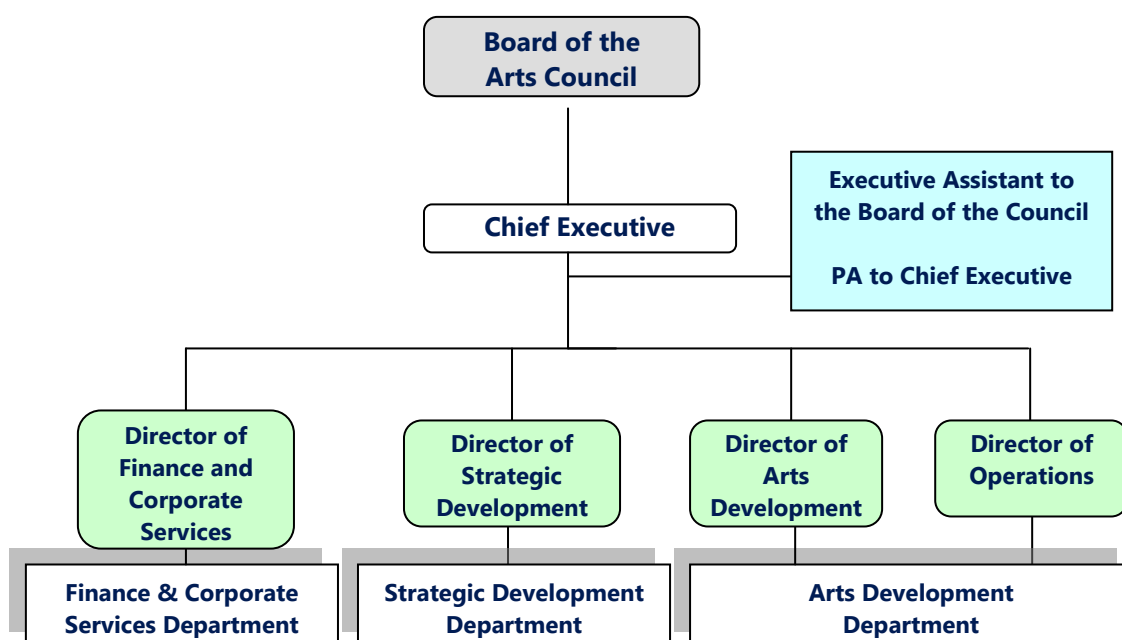 Board of the
Arts Council
Executive Assistant to
the Board of the Council
PA to Chief Executive
Chief Executive
Director of
Finance and
Corporate
Services
Director of
Strategic
Development
Director of
Arts
Development
Director of
Operations
Finance & Corporate
Services Department
Strategic Development
Department
Arts Development
Department